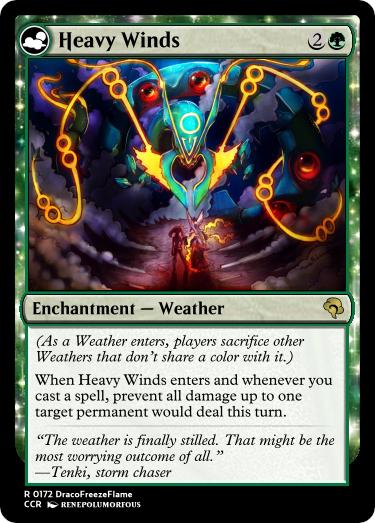 Heavy Winds
2
Enchantment — Weather
(As a Weather enters, players sacrifice other
Weathers that don't share a color with it.)
When Heavy Winds enters and whenever you
cast a spell, prevent all damage up to one
target permanent would deal this turn.
"The weather is finally stilled. That might be the
most worrying outcome of all."
—Tenki, storm chaser
R 0172 DracoFreezeFlame
CCR RENEPOLUMORFOUS